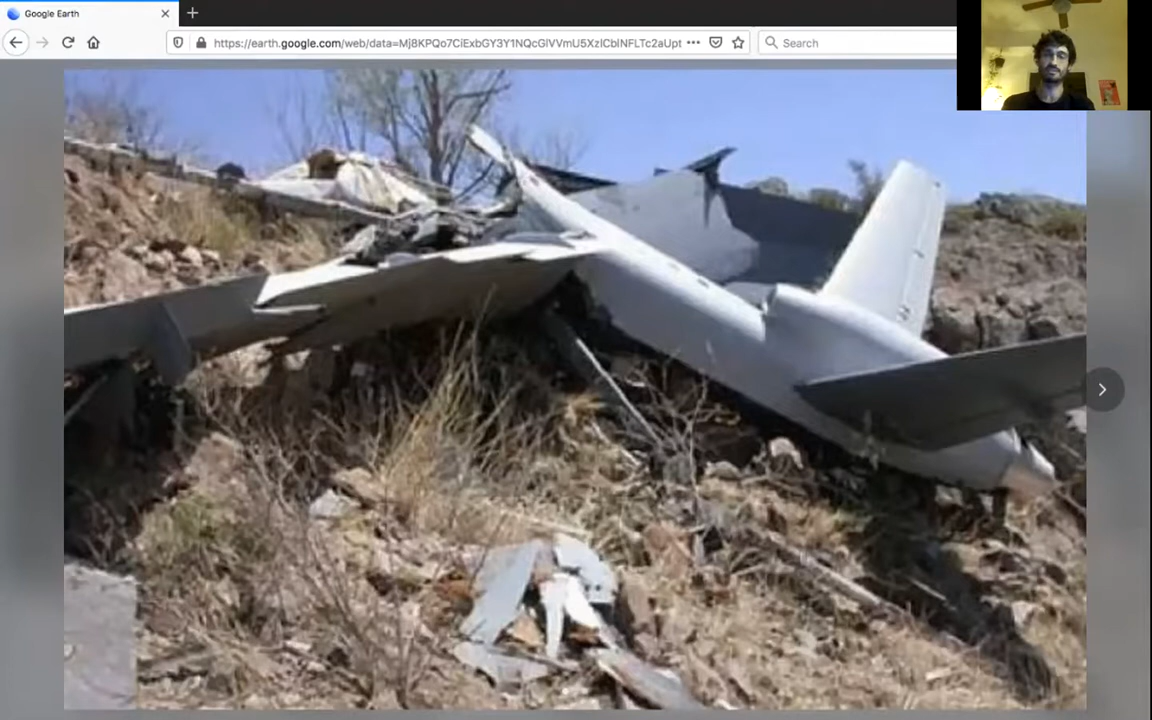 Google Earth
https://earth.google.com/web/data=Mj8KPQo7CiExbGY3Y1NQcGlVVmU5XzlCblNFLTc2aUpt
Search